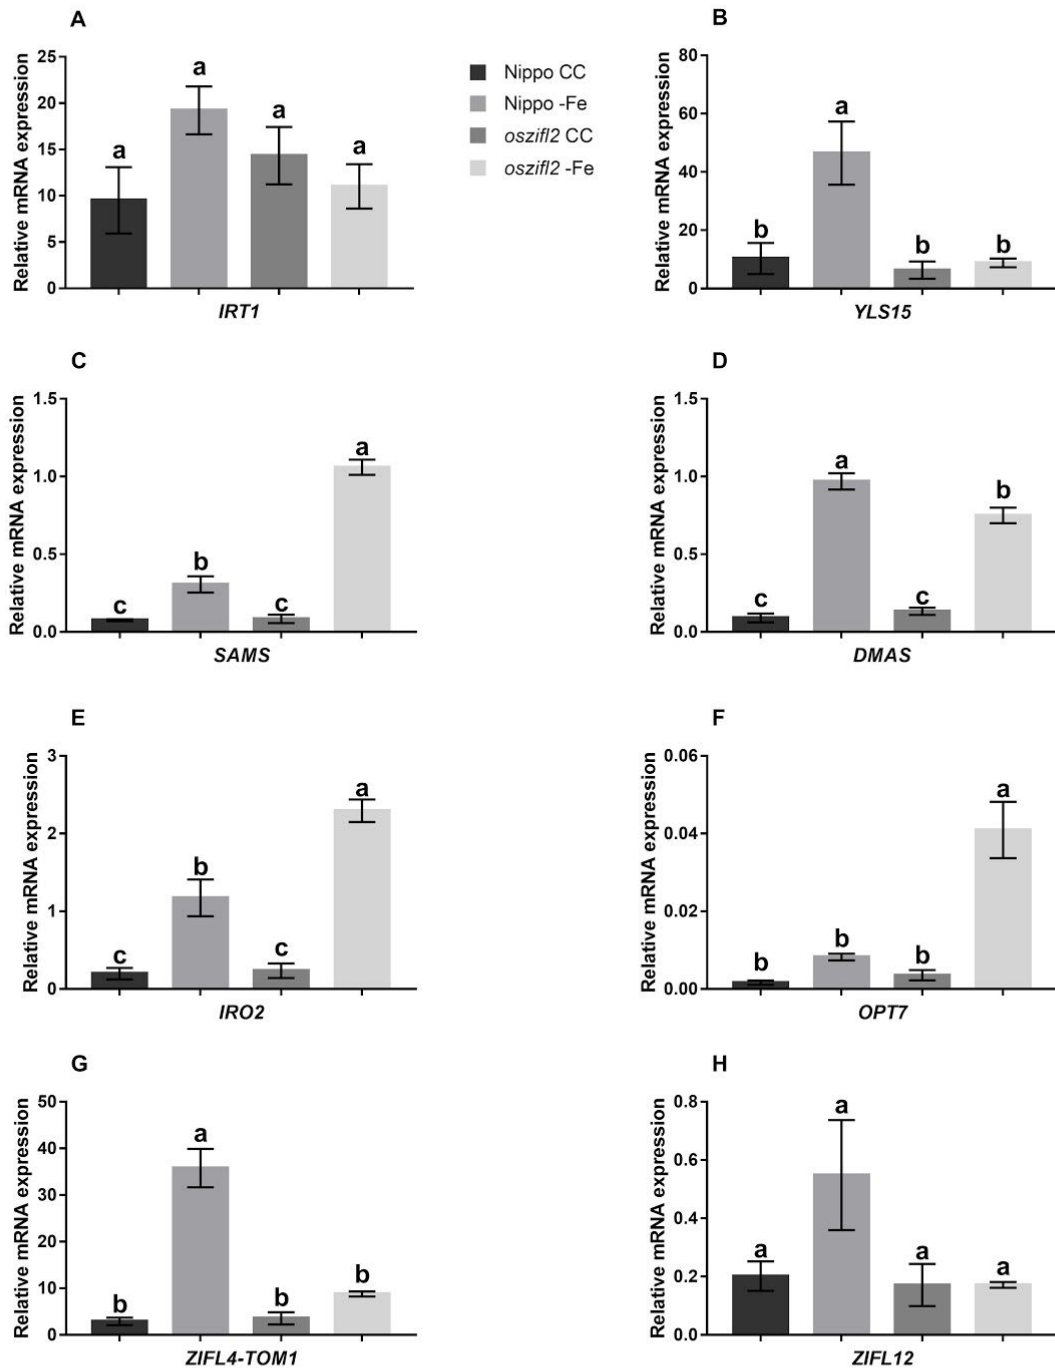 A
Relative mRNA expression
25
20
15
10
5
0
a
a
a
a
IRT1
Nippo CC
Nippo -Fe
oszifl2 CC
oszifl2 -Fe
B
Relative mRNA expression
80
60
40
20
0
b
a
b
b
YLS15
C
Relative mRNA expression
1.5
1.0
0.5
0.0
c
b
c
a
SAMS
D
Relative mRNA expression
1.5
1.0
0.5
0.0
c
a
c
b
DMAS
E
Relative mRNA expression
3
2
1
0
c
b
c
a
IRO2
F
Relative mRNA expression
0.06
0.04
0.02
0.00
b
b
b
a
OPT7
G
Relative mRNA expression
50
40
30
20
10
0
b
a
b
b
ZIFL4-TOM1
H
Relative mRNA expression
0.8
0.6
0.4
0.2
0.0
a
a
a
a
ZIFL12